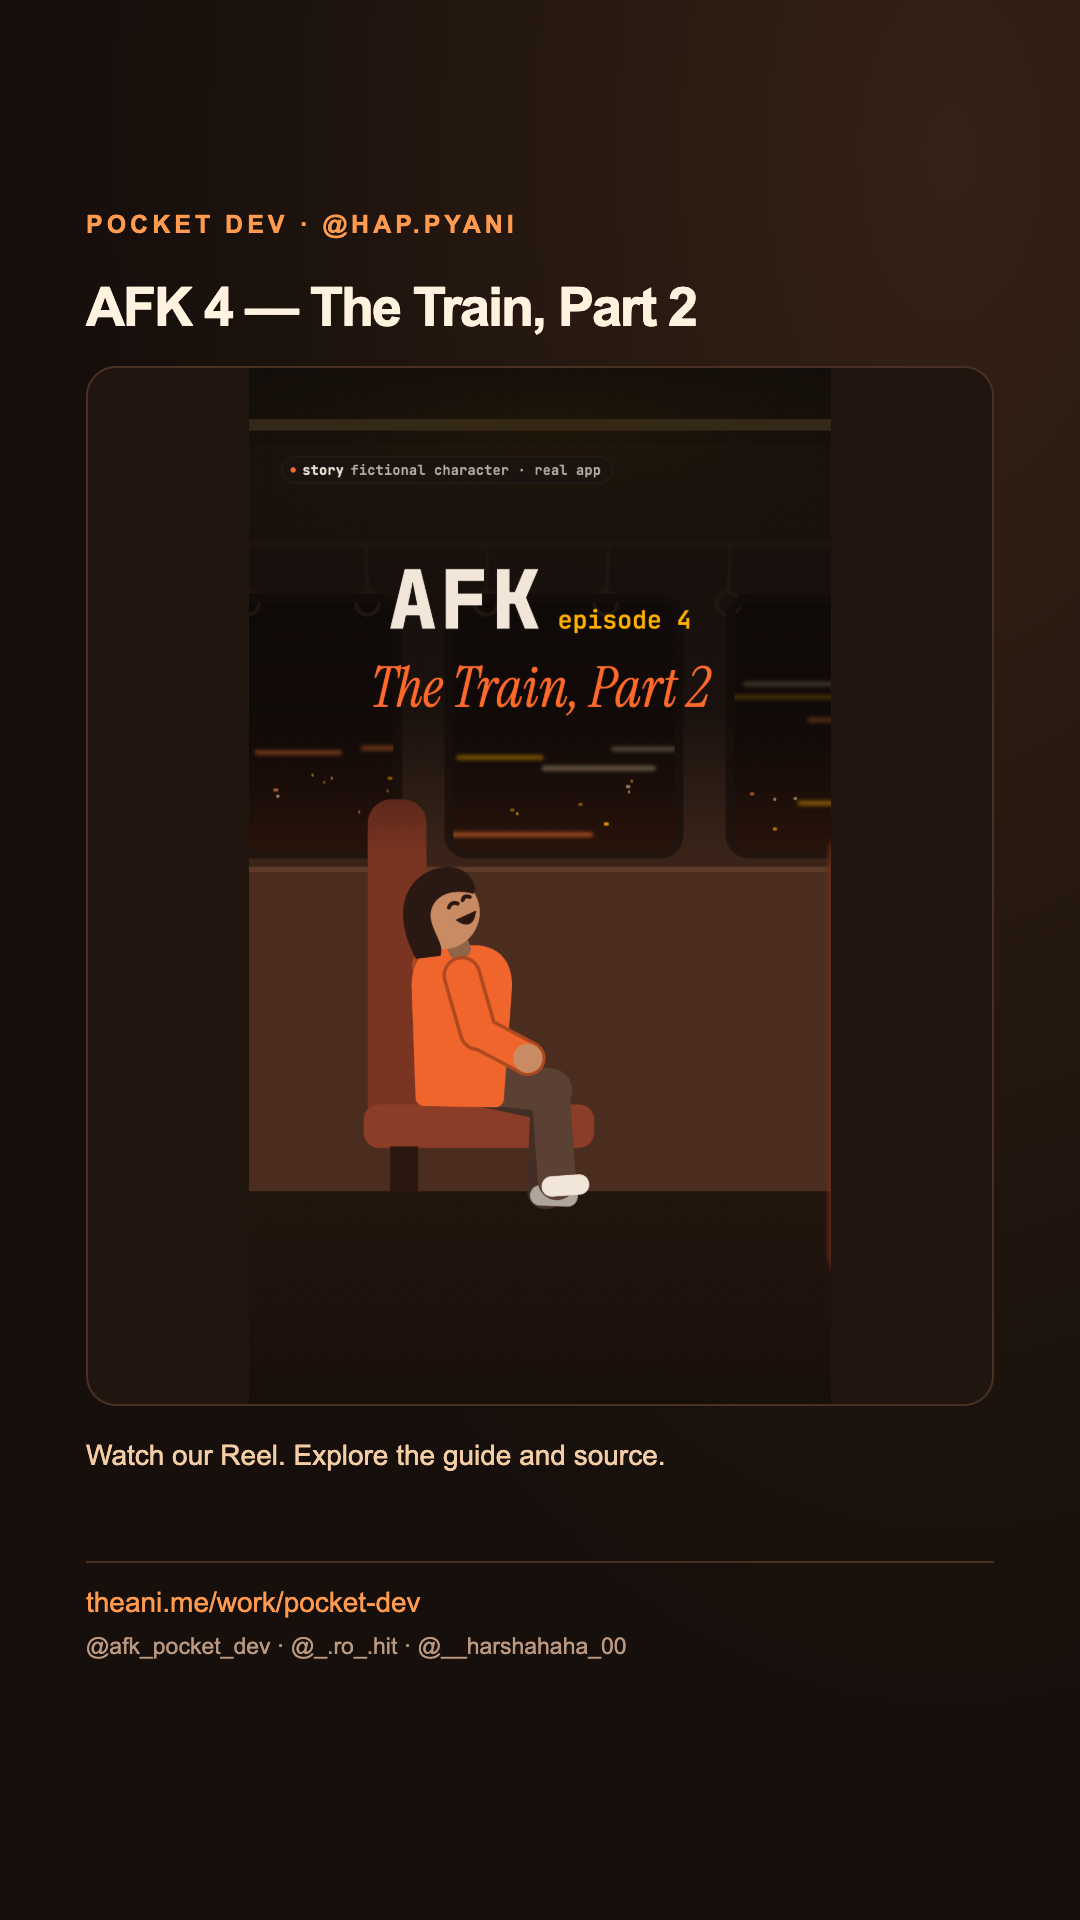 POCKET DEV · @HAP.PYANI
AFK 4 — The Train, Part 2
story fictional character · real app
AFK episode 4
The Train, Part 2
Watch our Reel. Explore the guide and source.
theani.me/work/pocket-dev
@afk_pocket_dev · @_.ro_.hit · @__harshahaha_00